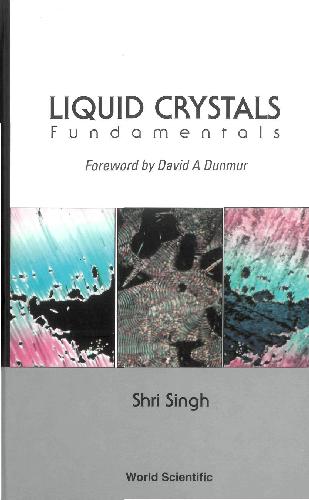 LIQUID CRYSTALS
Fundamentals
Foreword by David A Dunmur
Shri Singh
World Scientific